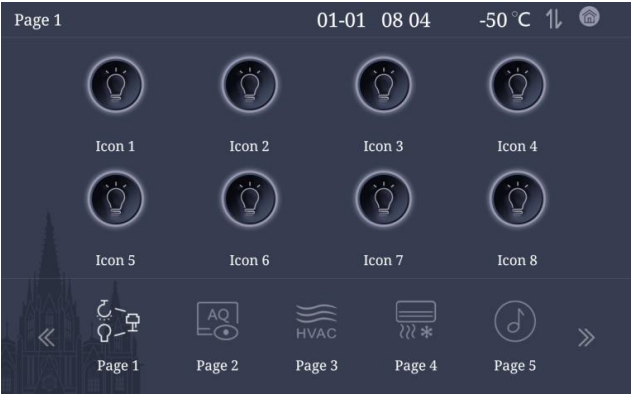 Page 1 01-01 08 04 -50 °C
Icon 1 Icon 2 Icon 3 Icon 4
Icon 5 Icon 6 Icon 7 Icon 8
AQ HVAC
Page 1 Page 2 Page 3 Page 4 Page 5